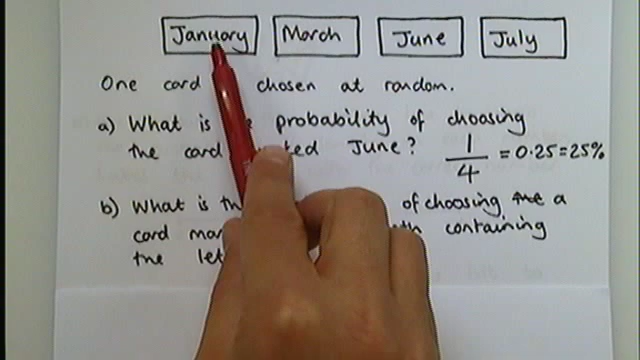 January March June July
One card chosen at random.
a) What is probability of choosing
the card June? 1/4 = 0.25 = 25%
b) What is of choosing the a
card containing
the